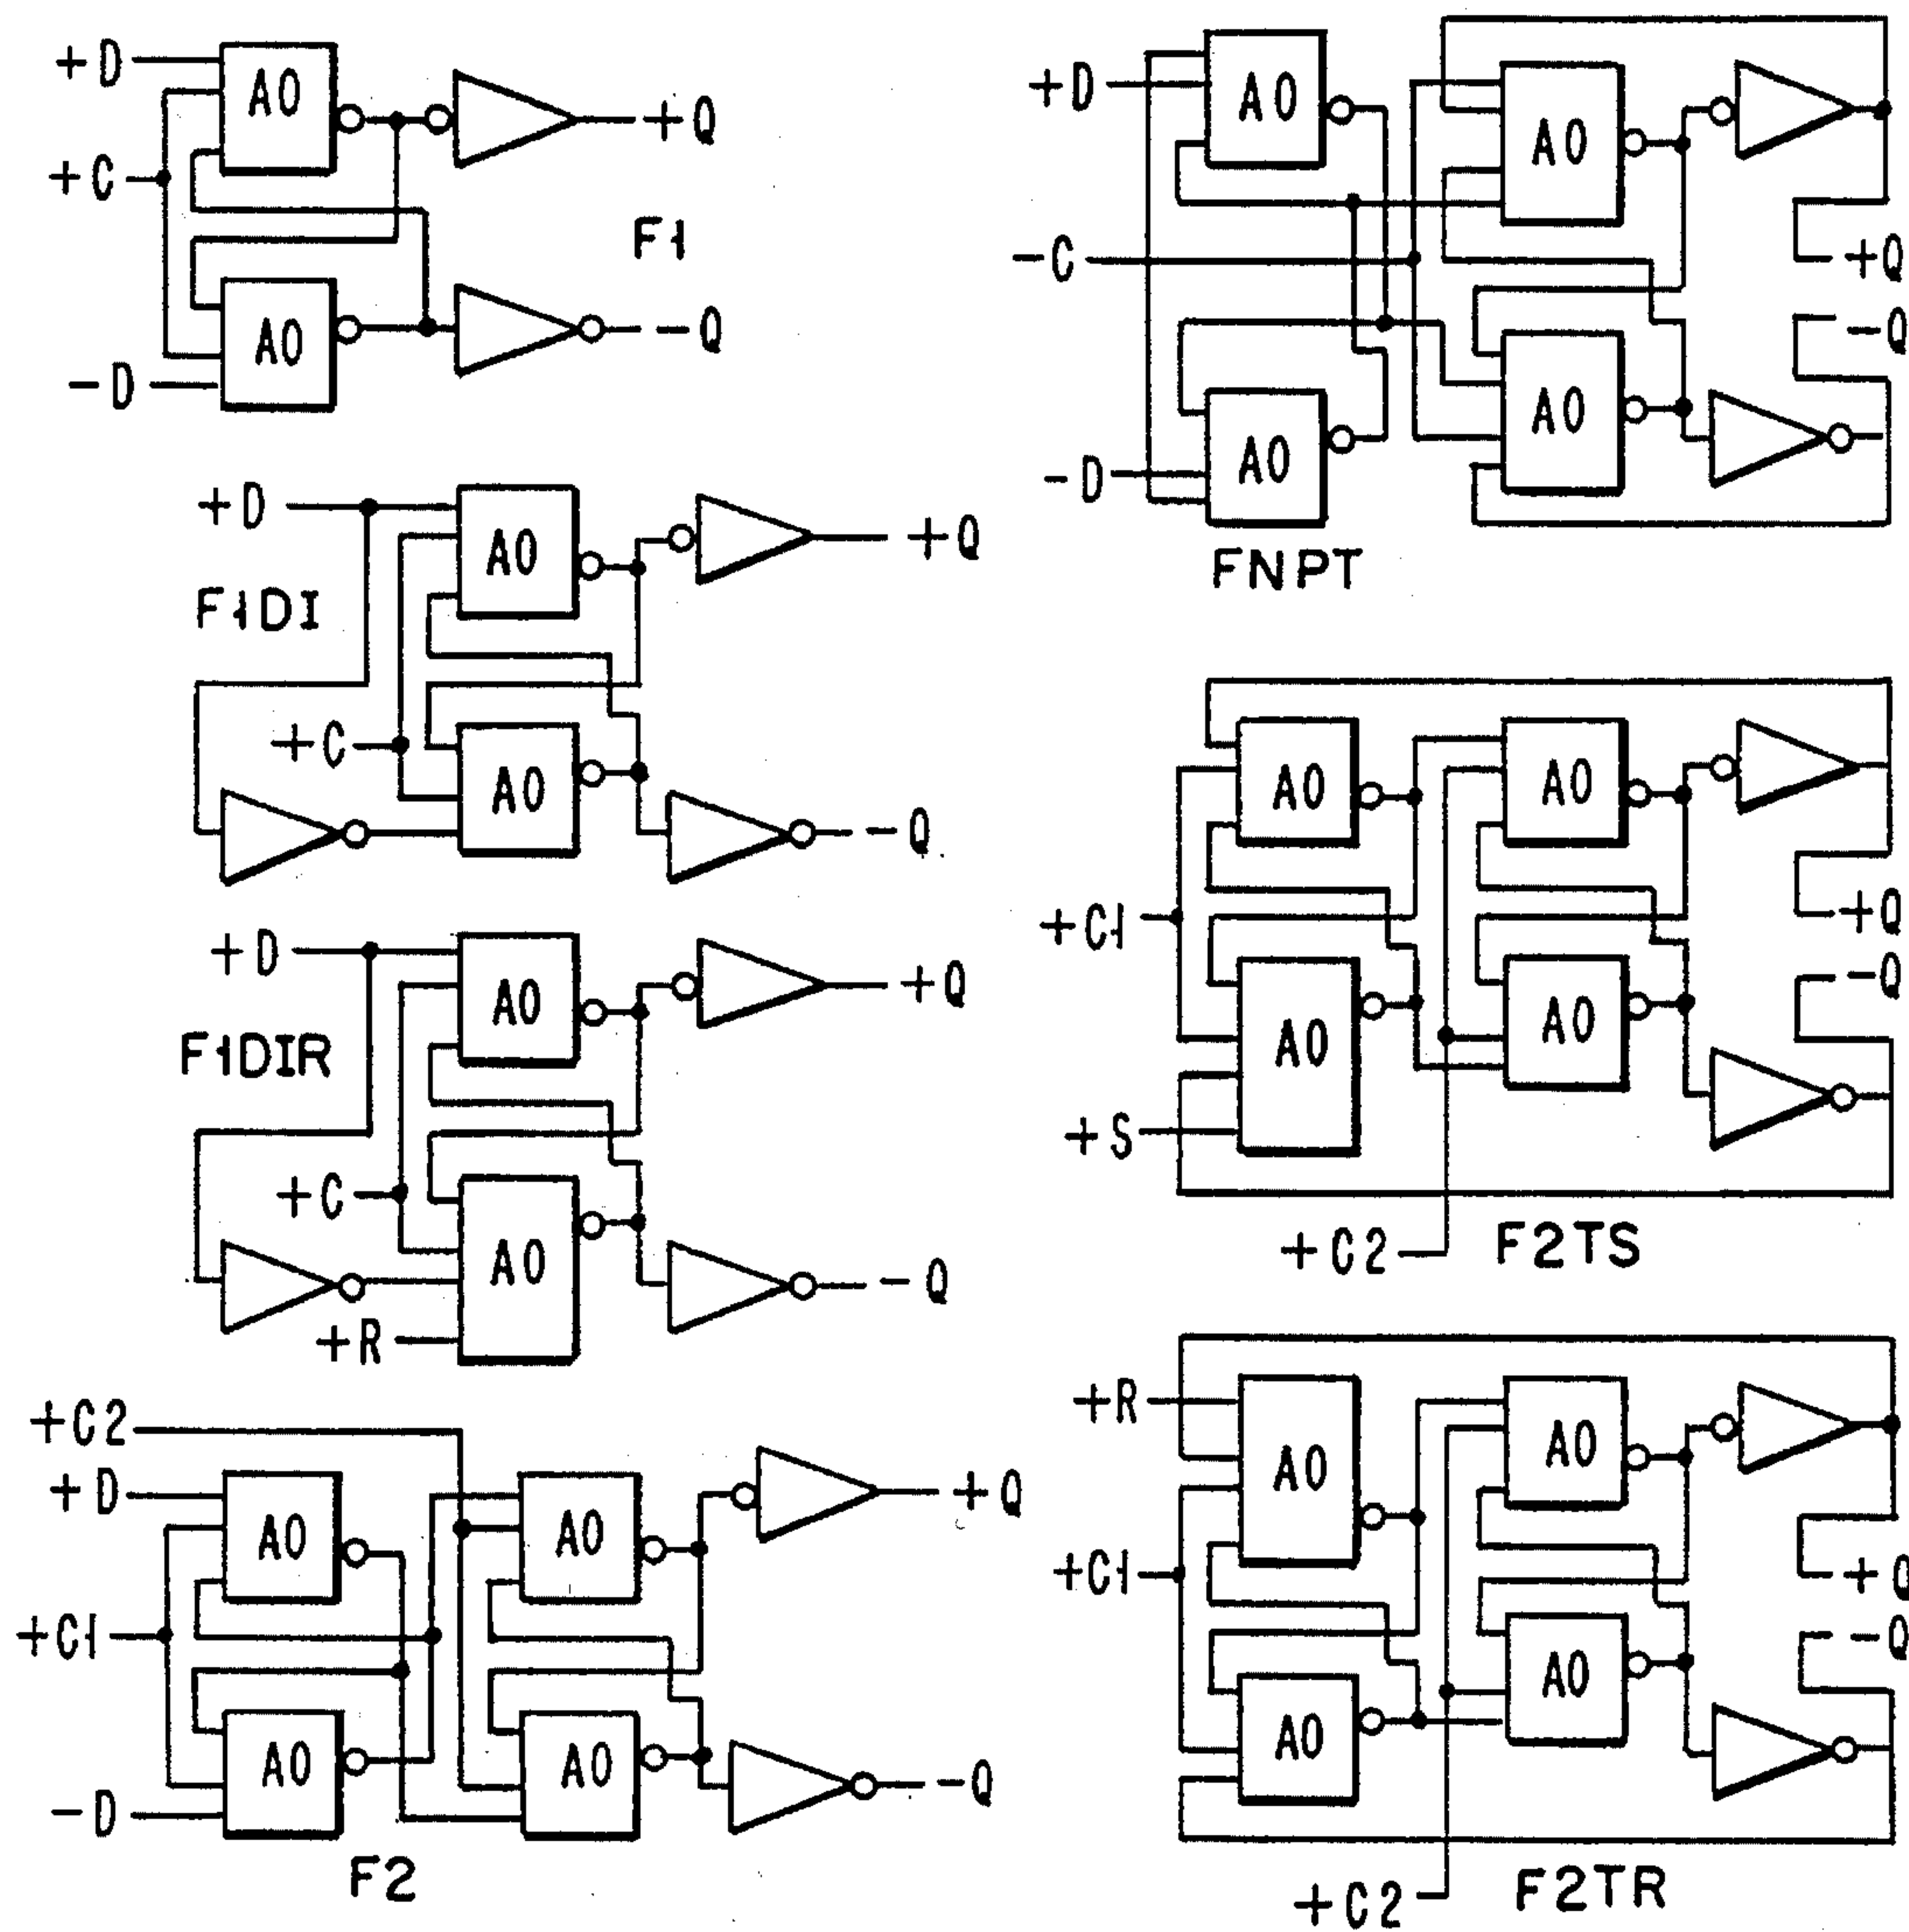 +D
AO
+Q
+C
F1
AO
-Q
-D
+D
AO
+Q
F1DI
+C
AO
-Q
+D
AO
+Q
F1DIR
+C
AO
-Q
+R
+C2
+D
AO
AO
+Q
+C1
AO
AO
-Q
-D
F2
+D
AO
AO
-C
+Q
-Q
AO
AO
-D
FNPT
AO
AO
+C1
+Q
-Q
AO
AO
+S
+C2
F2TS
+R
AO
AO
+C1
+Q
-Q
AO
AO
+C2
F2TR